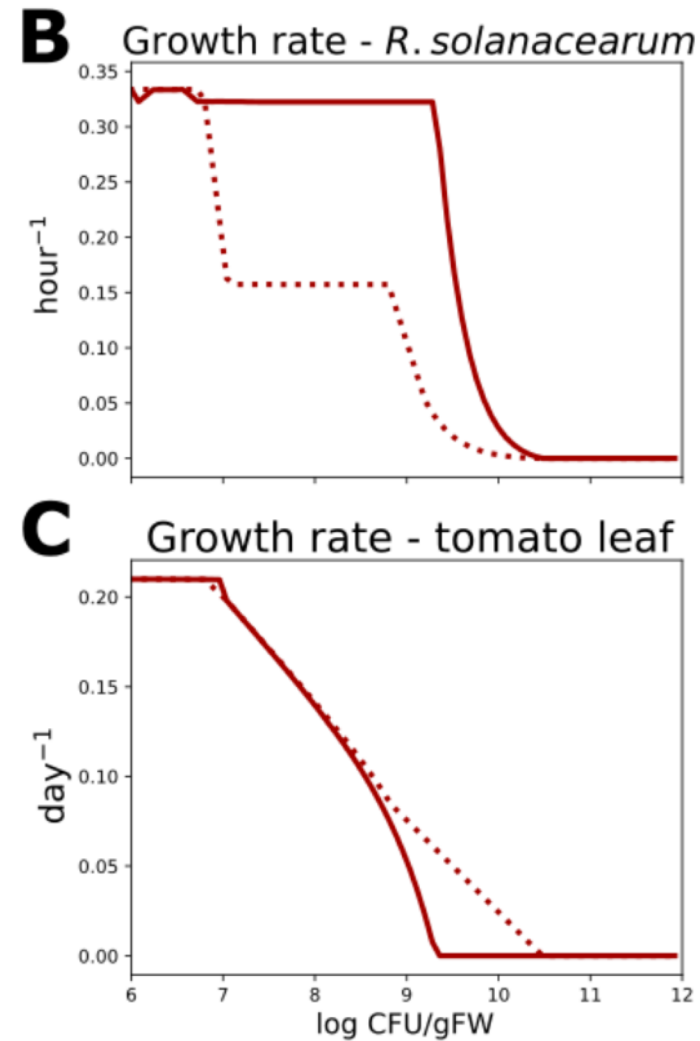 B
Growth rate - R. solanacearum
0.35
0.30
0.25
0.20
0.15
0.10
0.05
0.00
hour⁻¹
C
Growth rate - tomato leaf
0.20
0.15
0.10
0.05
0.00
day⁻¹
6 7 8 9 10 11 12
log CFU/gFW